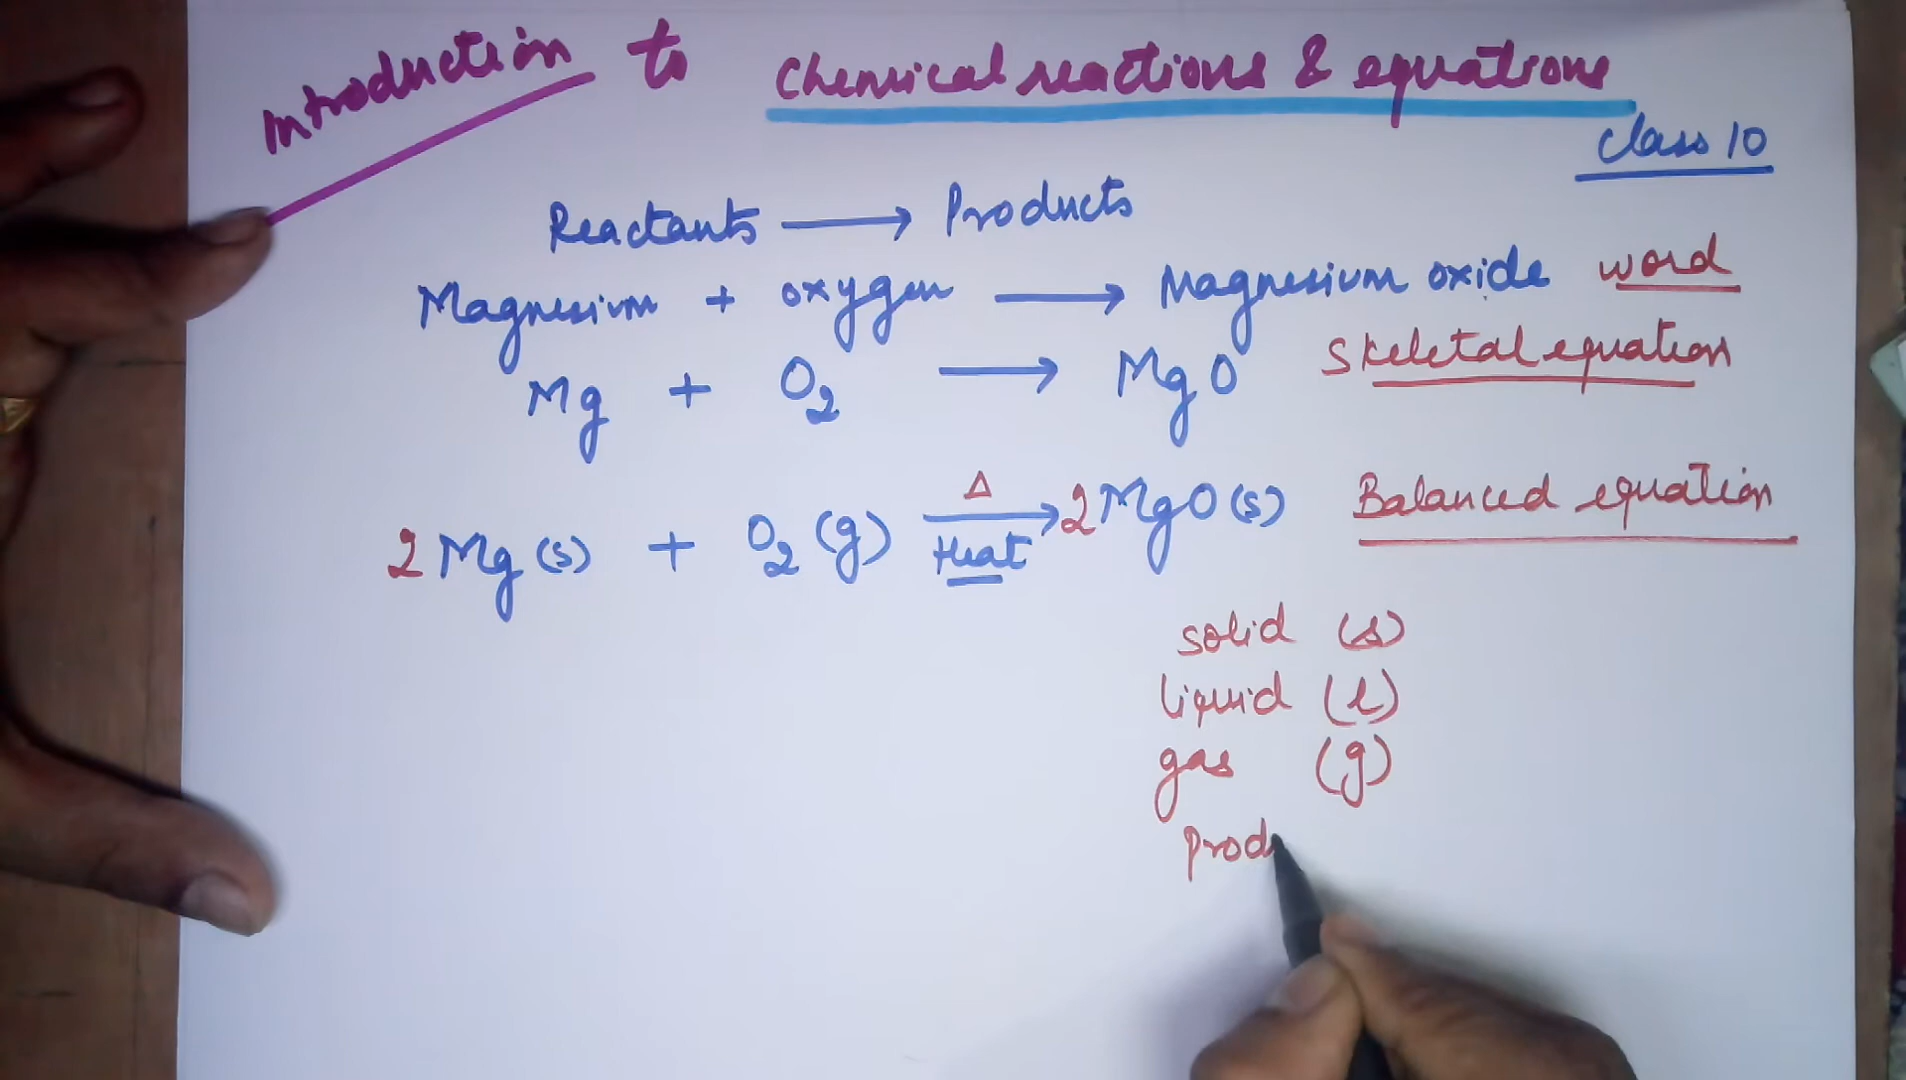 Introduction to Chemical reactions & equations
Class 10
Reactants ⟶ Products
Magnesium + oxygen ⟶ Magnesium oxide word
Mg + O₂ ⟶ MgO Skeletal equation
2Mg(s) + O₂(g) Δ ⟶ Heat 2MgO(s) Balanced equation
solid (s)
liquid (l)
gas (g)
prod